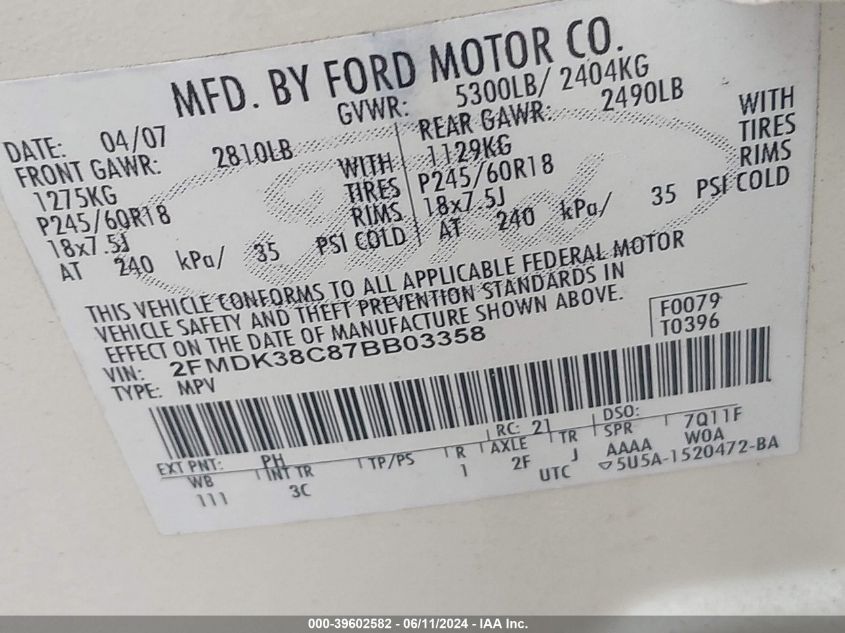 MFD. BY FORD MOTOR CO.
DATE: 04/07 GVWR: 5300LB/ 2404KG
FRONT GAWR: 2810LB REAR GAWR: 2490LB
1275KG WITH 1129KG WITH
P245/60R18 TIRES P245/60R18 TIRES
18x7.5J RIMS 18x7.5J RIMS
AT 240 kPa/ 35 PSI COLD AT 240 kPa/ 35 PSI COLD
THIS VEHICLE CONFORMS TO ALL APPLICABLE FEDERAL MOTOR
VEHICLE SAFETY AND THEFT PREVENTION STANDARDS IN
EFFECT ON THE DATE OF MANUFACTURE SHOWN ABOVE.
VIN: 2FMDK38C87BB03358 F0079
TYPE: MPV T0396
EXT PNT: PH RC: 21 DSO: 7Q11F
WB INT TR TP/PS R AXLE TR SPR W0A
111 3C 1 2F J AAAA
UTC ▽5U5A-1520472-BA
000-39602582 - 06/11/2024 - IAA Inc.